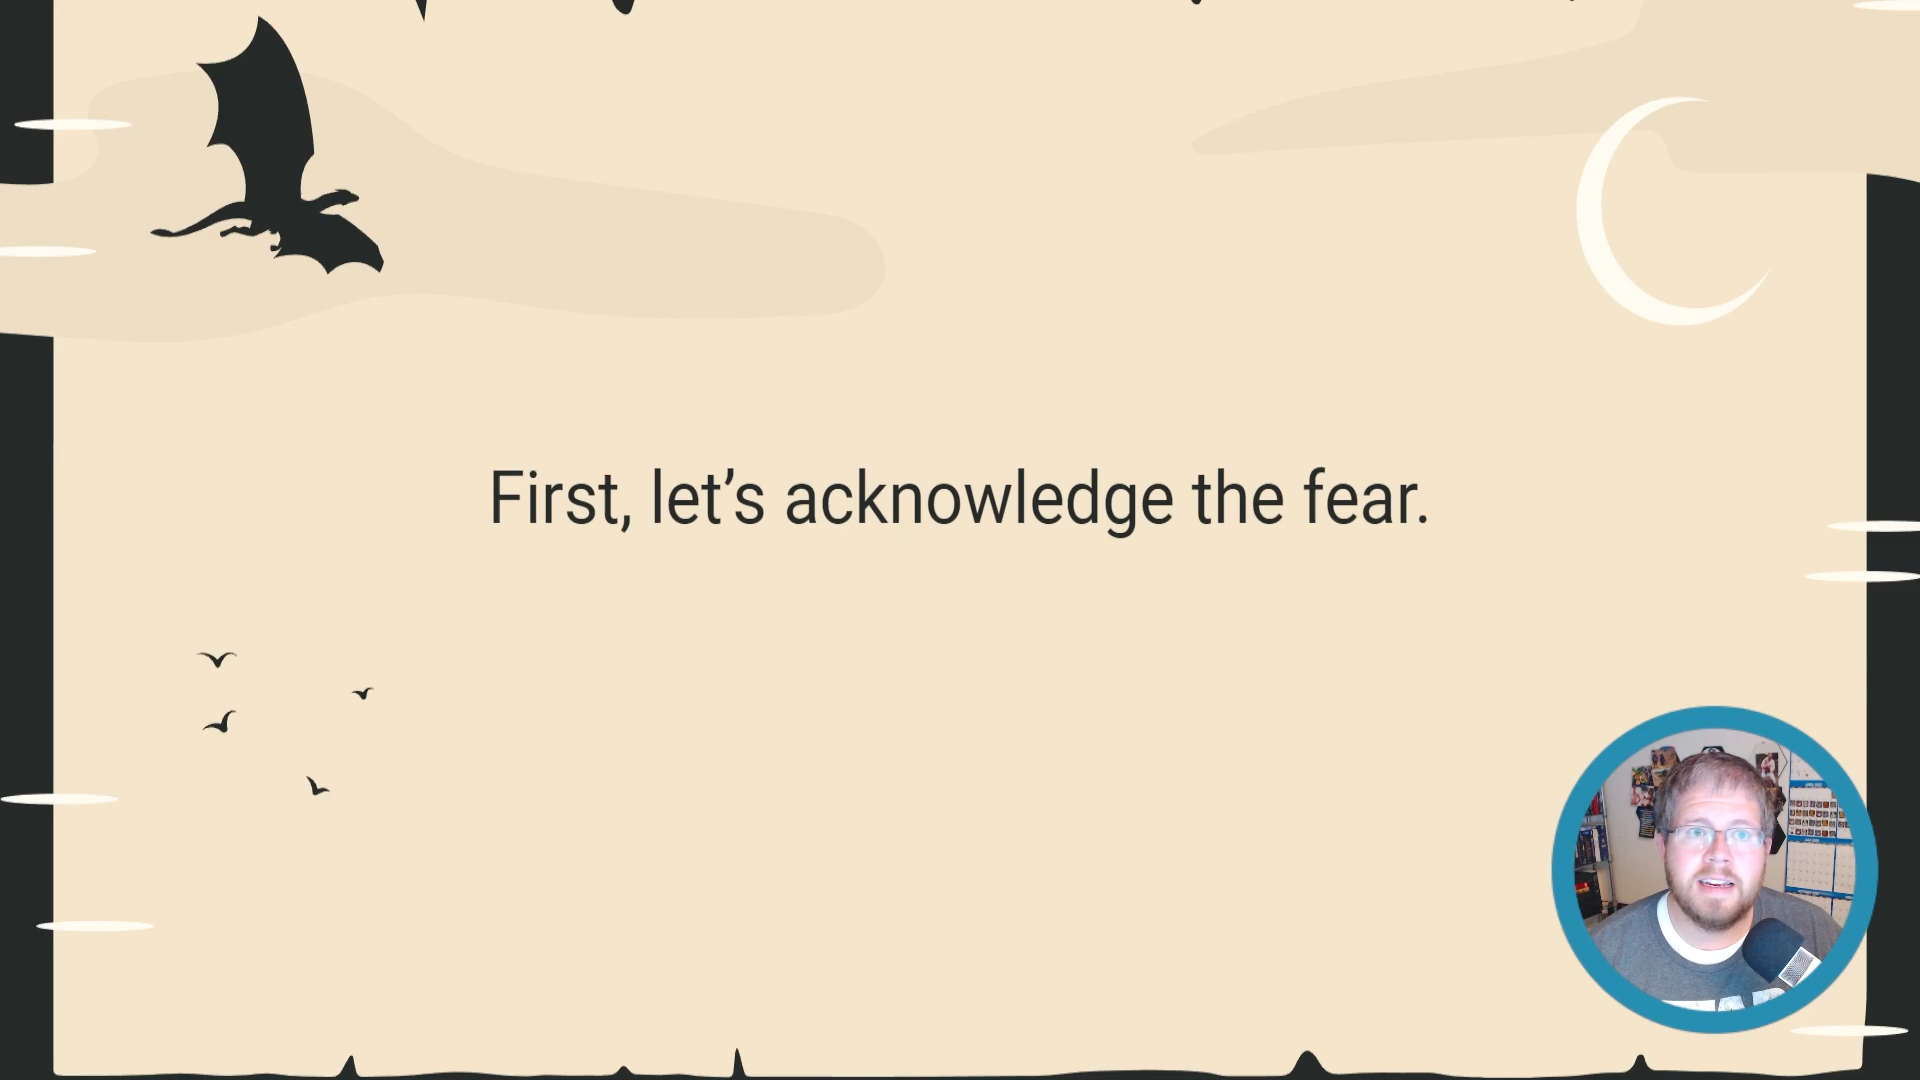 First, let’s acknowledge the fear.